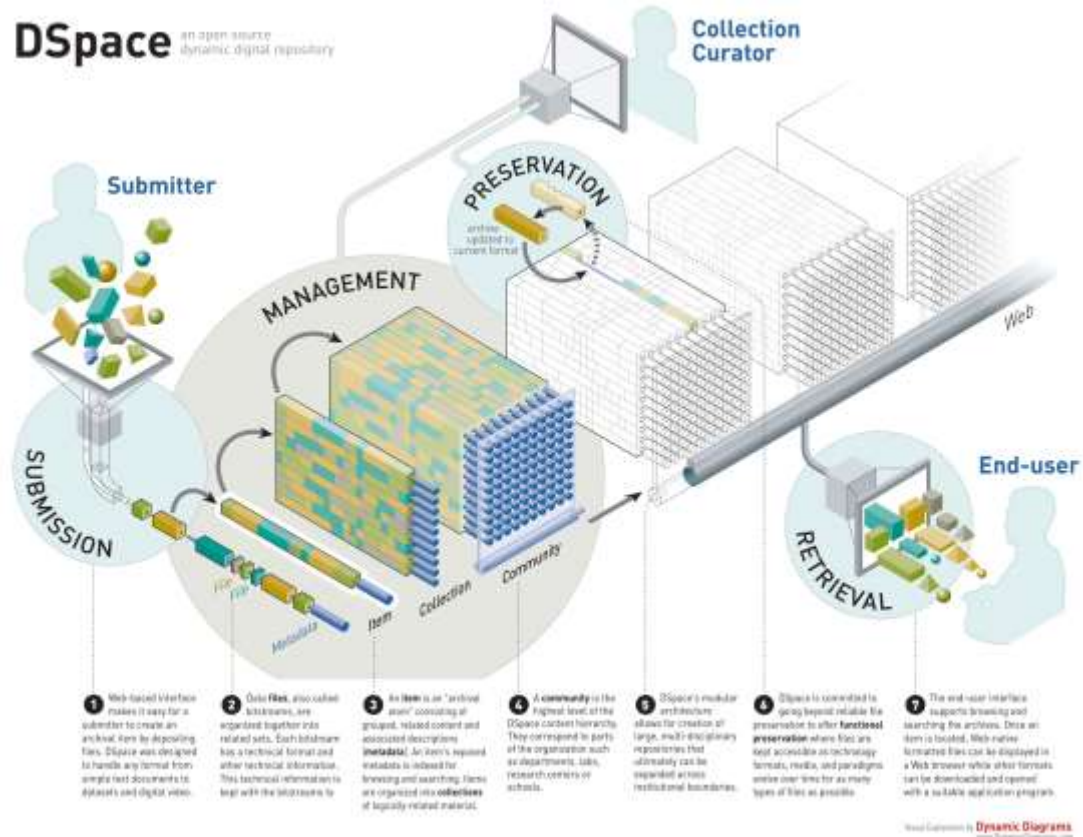 DSpace
an open source
dynamic digital repository
Collection
Curator
Submitter
PRESERVATION
archive
updated to
current format
MANAGEMENT
Web
SUBMISSION
End-user
RETRIEVAL
File
File
Metadata
Item
Collection
Community
1 Web-based interface
makes it easy for a
submitter to create an
archival item by depositing
files. DSpace was designed
to handle any format from
simple text documents to
datasets and digital video.
2 Data files, also called
bitstreams, are
organized together into
related sets. Each bitstream
has a technical format and
other technical information.
This technical information is
kept with the bitstreams to
3 An item is an "archival
atom" consisting of
grouped, related content and
associated descriptions
(metadata). An item's exposed
metadata is indexed for
browsing and searching. Items
are organized into collections
of logically-related material.
4 A community is the
highest level of the
DSpace content hierarchy.
They correspond to parts
of the organization such
as departments, labs,
research centers or
schools.
5 DSpace's modular
architecture
allows for creation of
large, multi-disciplinary
repositories that
ultimately can be
expanded across
institutional boundaries.
6 DSpace is committed to
going beyond reliable file
preservation to offer functional
preservation where files are
kept accessible as technology
formats, media, and paradigms
evolve over time for as many
types of files as possible.
7 The end-user interface
supports browsing and
searching the archives. Once an
item is located, Web-native
formatted files can be displayed in
a Web browser while other formats
can be downloaded and opened
with a suitable application program.
Visual Explanation by Dynamic Diagrams